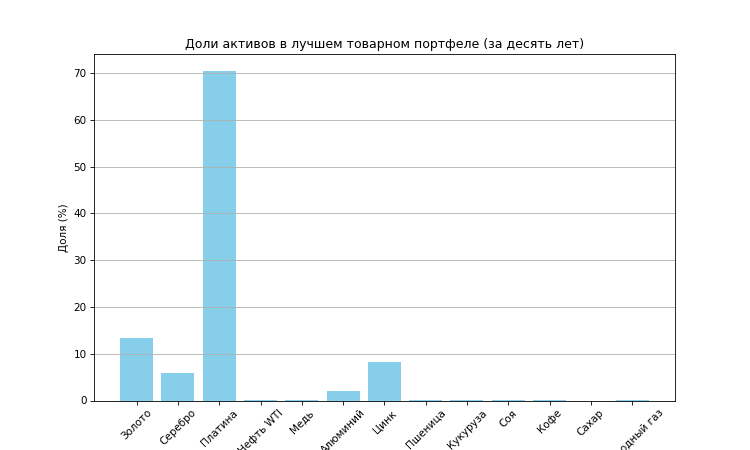 Доли активов в лучшем товарном портфеле (за десять лет)
Доля (%)
70
60
50
40
30
20
10
0
Золото
Серебро
Платина
Нефть WTI
Медь
Алюминий
Цинк
Пшеница
Кукуруза
Соя
Кофе
Сахар
газ